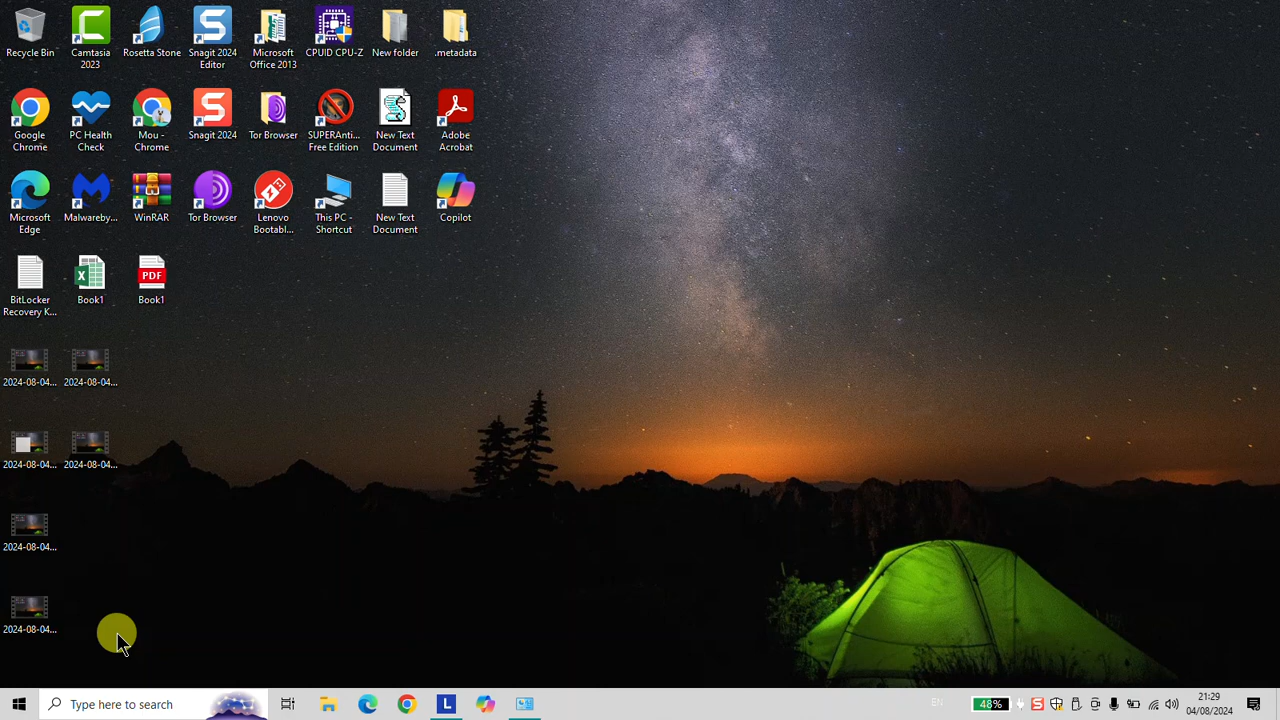 Recycle Bin
Camtasia 2023
Rosetta Stone
Snagit 2024 Editor
Microsoft Office 2013
CPUID CPU-Z
New folder
.metadata
Google Chrome
PC Health Check
Mou - Chrome
Snagit 2024
Tor Browser
SUPERAnti... Free Edition
New Text Document
Adobe Acrobat
Microsoft Edge
Malwareby...
WinRAR
Tor Browser
Lenovo Bootabl...
This PC - Shortcut
New Text Document
Copilot
BitLocker Recovery K...
Book1
PDF
Book1
2024-08-04...
2024-08-04...
2024-08-04...
2024-08-04...
2024-08-04...
2024-08-04...
Type here to search
L
EN
48%
21:29
04/08/2024